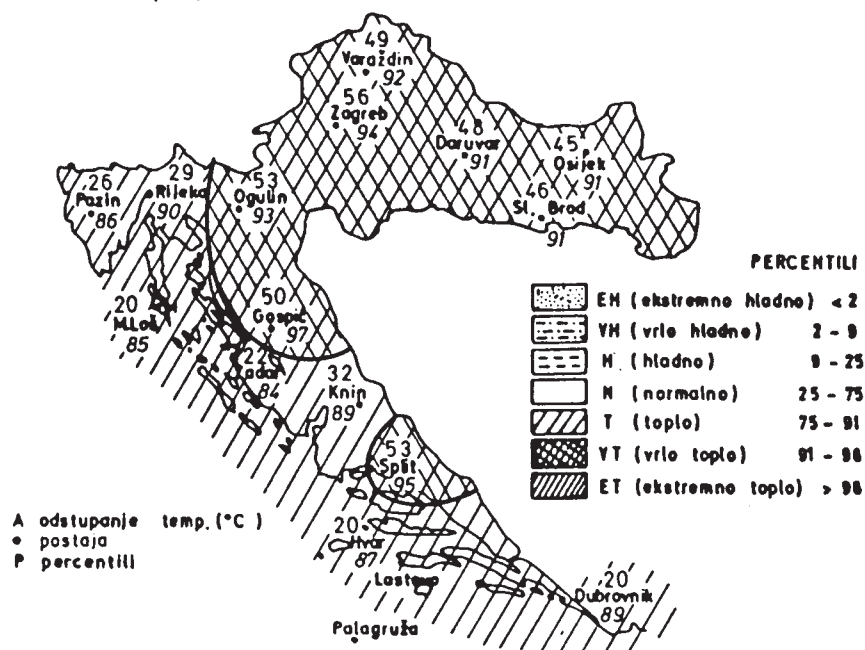 49
Varaždin
92
56
Zagreb
94
48
Daruvar
91
45
Osijek
91
46
Sl. Brod
91
26
Pazin
86
29
Rijeka
90
53
Ogulin
93
20
M.Loš
85
50
Gospić
97
22
Zadar
84
32
Knin
89
53
Split
95
20
Hvar
87
Lastovo
Palagruža
20
Dubrovnik
89
PERCENTILI
EH (ekstremno hladno) < 2
VH (vrlo hladno) 2 - 9
H (hladno) 9 - 25
N (normalno) 25 - 75
T (toplo) 75 - 91
VT (vrlo toplo) 91 - 98
ET (ekstremno toplo) > 98
A odstupanje temp. (°C)
• postaja
P percentili